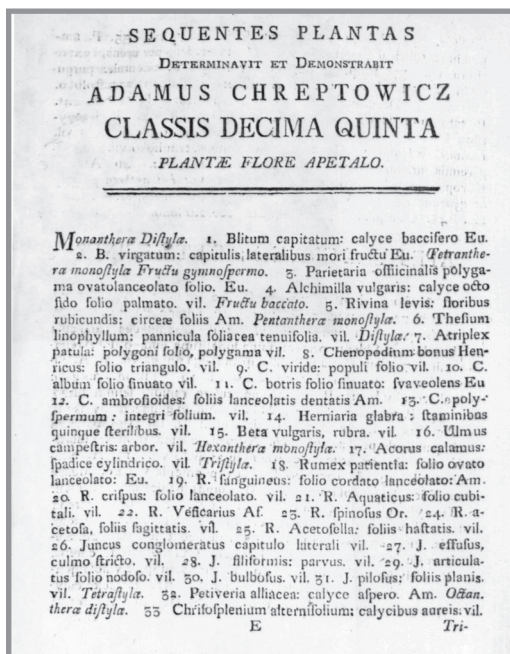 SEQUENTES PLANTAS
DETERMINAVIT ET DEMONSTRABIT
ADAMUS CHREPTOWICZ
CLASSIS DECIMA QUINTA
PLANTÆ FLORE APETALO.
Monantheræ Diſtylæ. 1. Blitum capitatum: calyce baccifero Eu.
2. B. virgatum: capitulis lateralibus mori fructu Eu. Tetranthe-
ræ monoſtylæ Fructu gymnoſpermo. 3. Parietaria officinalis polyga-
ma ovatolanceolato folio. Eu. 4. Alchimilla vulgaris: calyce octo
fido folio palmato. vil. Fructu baccato. 5. Rivina levis: floribus
rubicundis: circeæ foliis Am. Pentantheræ monoſtylæ. 6. Theſium
linophyllum: pannicula foliacea tenuifolia. vil. Diſtylæ: 7. Atriplex
patula: polygoni folio, polygama vil. 8. Chenopodium bonus Hen-
ricus: folio triangulo. vil. 9. C. viride: populi folio vil. 10. C.
album folio ſinuato vil. 11. C. botris folio ſinuato: ſvaveolens Eu
12. C. ambroſioides: foliis lanceolatis dentatis Am. 13. C. poly-
ſpermum: integri folium. vil. 14. Herniaria glabra: ſtaminibus
quinque ſterilibus. vil. 15. Beta vulgaris, rubra. vil. 16. Ulmus
campeſtris: arbor. vil. Hexantheræ monoſtylæ. 17. Acorus calamus:
ſpadice cylindrico. vil. Triſtylæ. 18. Rumex patientia: folio ovato
lanceolato: Eu. 19. R. ſanguineus: folio cordato lanceolato: Am.
20. R. criſpus: folio lanceolato. vil. 21. R. Aquaticus: folio cubi-
tali. vil. 22. R. Veſicarius Af. 23. R. ſpinoſus Or. 24. R. a-
cetoſa, foliis ſagittatis. vil. 25. R. Acetoſella: foliis haſtatis. vil.
26. Juncus conglomeratus capitulo laterali vil. 27. J. effuſus,
culmo ſtricto. vil. 28. J. filiformis: parvus. vil. 29. J. articula-
tus folio nodoſo. vil. 30. J. bulboſus. vil. 31. J. piloſus: foliis planis.
vil. Tetraſtylæ. 32. Petiveria alliacea: calyce aſpero. Am. Octan.
theræ diſtylæ. 33 Chriſoſplenium alterniſolium: calycibus aureis: vil.
E Tri-